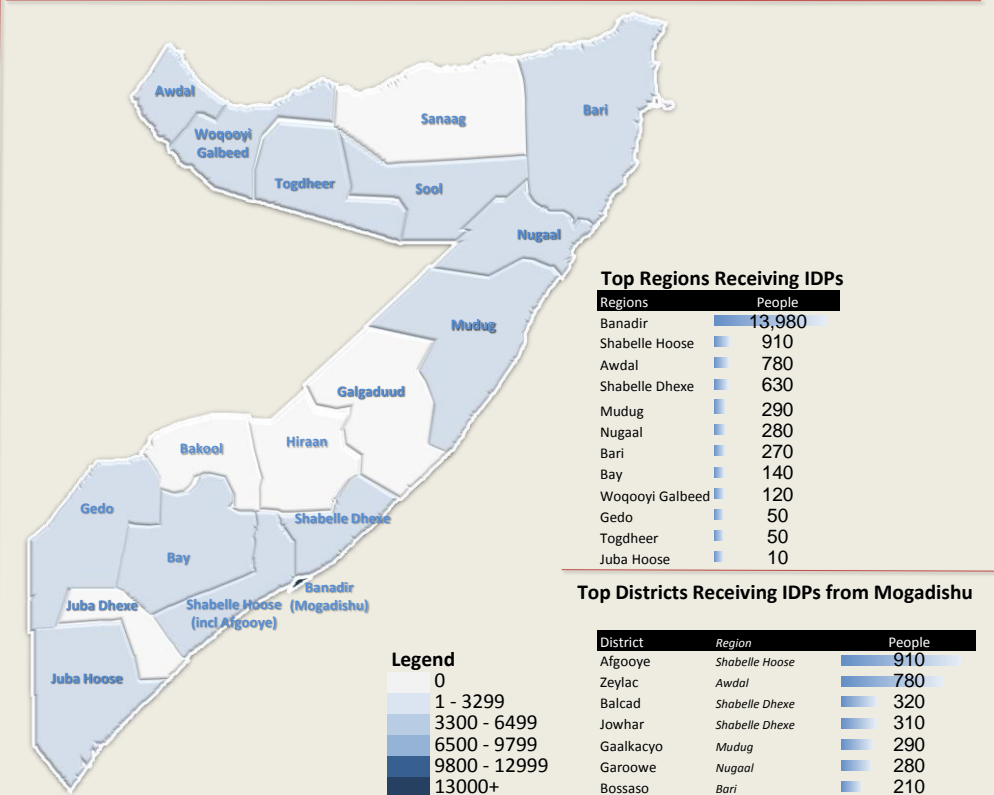 Awdal
Woqooyi
Galbeed
Togdheer
Sanaag
Sool
Bari
Nugaal
Mudug
Galgaduud
Hiraan
Bakool
Gedo
Bay
Shabelle Dhexe
Banadir
(Mogadishu)
Shabelle Hoose
(incl Afgooye)
Juba Dhexe
Juba Hoose
Legend
0
1 - 3299
3300 - 6499
6500 - 9799
9800 - 12999
13000+
Top Regions Receiving IDPs
Regions People
Banadir 13,980
Shabelle Hoose 910
Awdal 780
Shabelle Dhexe 630
Mudug 290
Nugaal 280
Bari 270
Bay 140
Woqooyi Galbeed 120
Gedo 50
Togdheer 50
Juba Hoose 10
Top Districts Receiving IDPs from Mogadishu
District Region People
Afgooye Shabelle Hoose 910
Zeylac Awdal 780
Balcad Shabelle Dhexe 320
Jowhar Shabelle Dhexe 310
Gaalkacyo Mudug 290
Garoowe Nugaal 280
Bossaso Bari 210